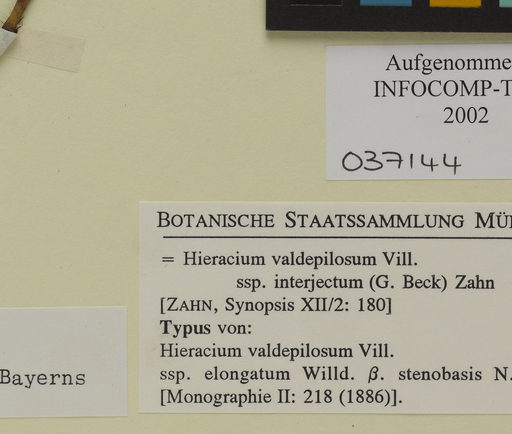 Aufgenomme
INFOCOMP-T
2002
037144
BOTANISCHE STAATSSAMMLUNG MÜ
= Hieracium valdepilosum Vill.
ssp. interjectum (G. Beck) Zahn
[ZAHN, Synopsis XII/2: 180]
Typus von:
Hieracium valdepilosum Vill.
ssp. elongatum Willd. β. stenobasis N.
[Monographie II: 218 (1886)].
Bayerns